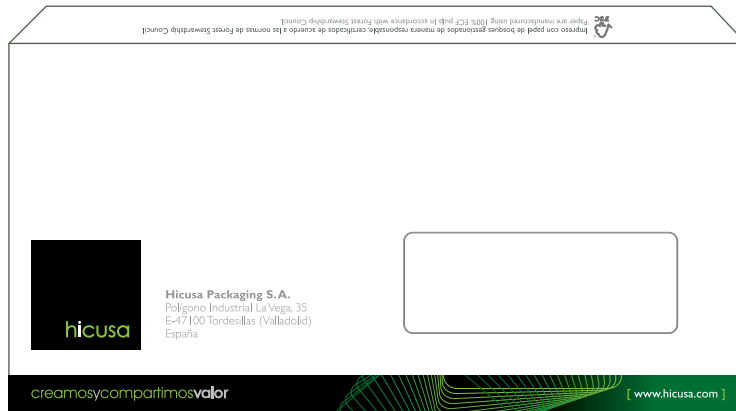 Impreso con papel de bosques gestionados de manera responsable, certificados de acuerdo a las normas de Forest Stewardship Council.
Paper are manufactured using 100% ECF pulp. In accordance with Forest Stewardship Council.
FSC
hicusa
Hicusa Packaging S.A.
Polígono Industrial La Vega, 35
E-47100 Tordesillas (Valladolid)
España
creamosycompartimosvalor
[ www.hicusa.com ]